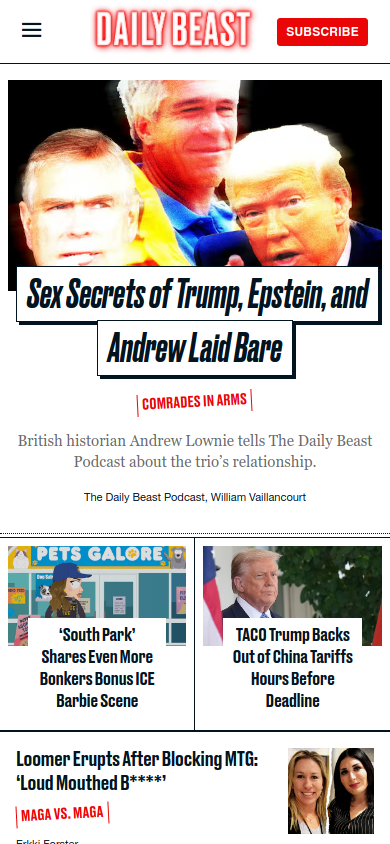 DAILY BEAST
SUBSCRIBE
Sex Secrets of Trump, Epstein, and
Andrew Laid Bare
COMRADES IN ARMS
British historian Andrew Lownie tells The Daily Beast
Podcast about the trio’s relationship.
The Daily Beast Podcast, William Vaillancourt
PETS GALORE
‘South Park’
Shares Even More
Bonkers Bonus ICE
Barbie Scene
TACO Trump Backs
Out of China Tariffs
Hours Before
Deadline
Loomer Erupts After Blocking MTG:
‘Loud Mouthed B****’
MAGA VS. MAGA
Erkki Forster